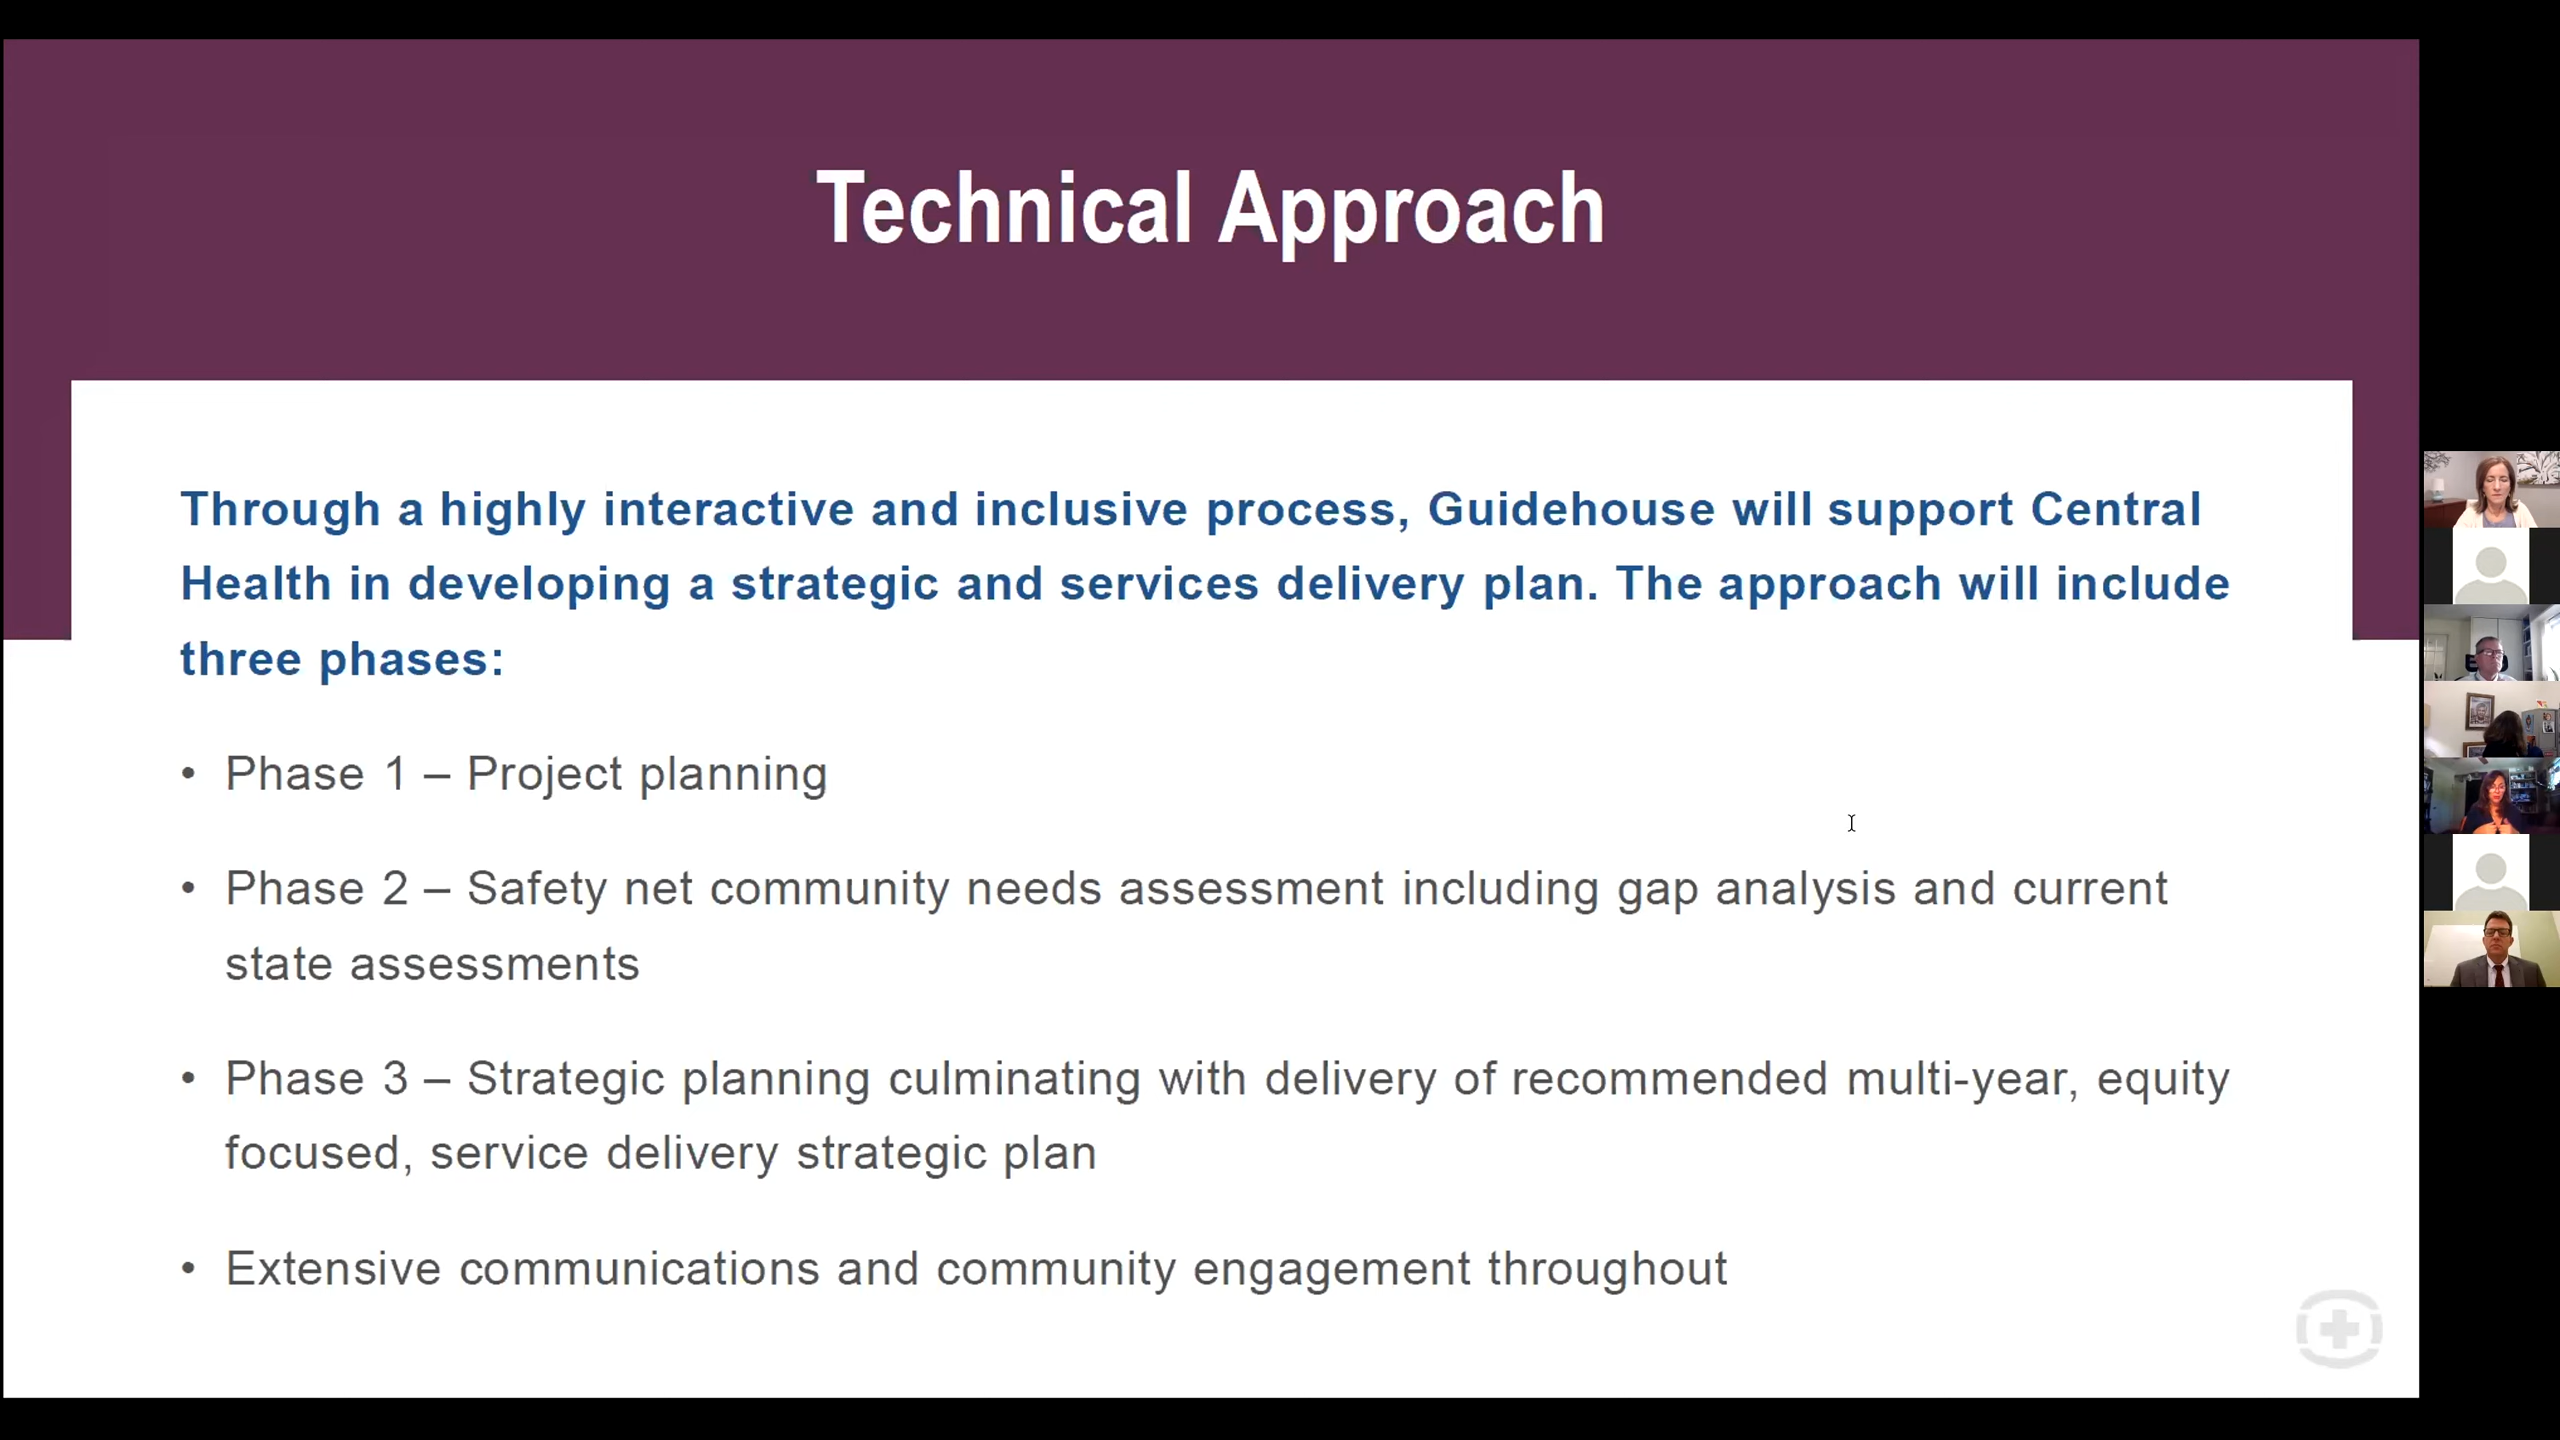 Technical Approach
Through a highly interactive and inclusive process, Guidehouse will support Central
Health in developing a strategic and services delivery plan. The approach will include
three phases:
• Phase 1 – Project planning
• Phase 2 – Safety net community needs assessment including gap analysis and current
state assessments
• Phase 3 – Strategic planning culminating with delivery of recommended multi-year, equity
focused, service delivery strategic plan
• Extensive communications and community engagement throughout